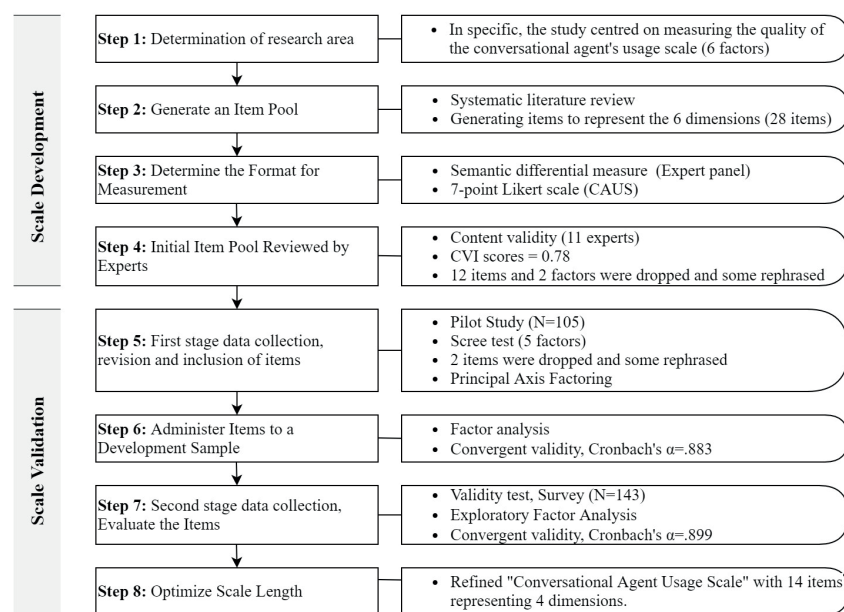 Scale Development
Step 1: Determination of research area
• In specific, the study centred on measuring the quality of
the conversational agent's usage scale (6 factors)
Step 2: Generate an Item Pool
• Systematic literature review
• Generating items to represent the 6 dimensions (28 items)
Step 3: Determine the Format for
Measurement
• Semantic differential measure (Expert panel)
• 7-point Likert scale (CAUS)
Step 4: Initial Item Pool Reviewed by
Experts
• Content validity (11 experts)
• CVI scores = 0.78
• 12 items and 2 factors were dropped and some rephrased
Scale Validation
Step 5: First stage data collection,
revision and inclusion of items
• Pilot Study (N=105)
• Scree test (5 factors)
• 2 items were dropped and some rephrased
• Principal Axis Factoring
Step 6: Administer Items to a
Development Sample
• Factor analysis
• Convergent validity, Cronbach's α=.883
Step 7: Second stage data collection,
Evaluate the Items
• Validity test, Survey (N=143)
• Exploratory Factor Analysis
• Convergent validity, Cronbach's α=.899
Step 8: Optimize Scale Length
• Refined "Conversational Agent Usage Scale" with 14 items
representing 4 dimensions.